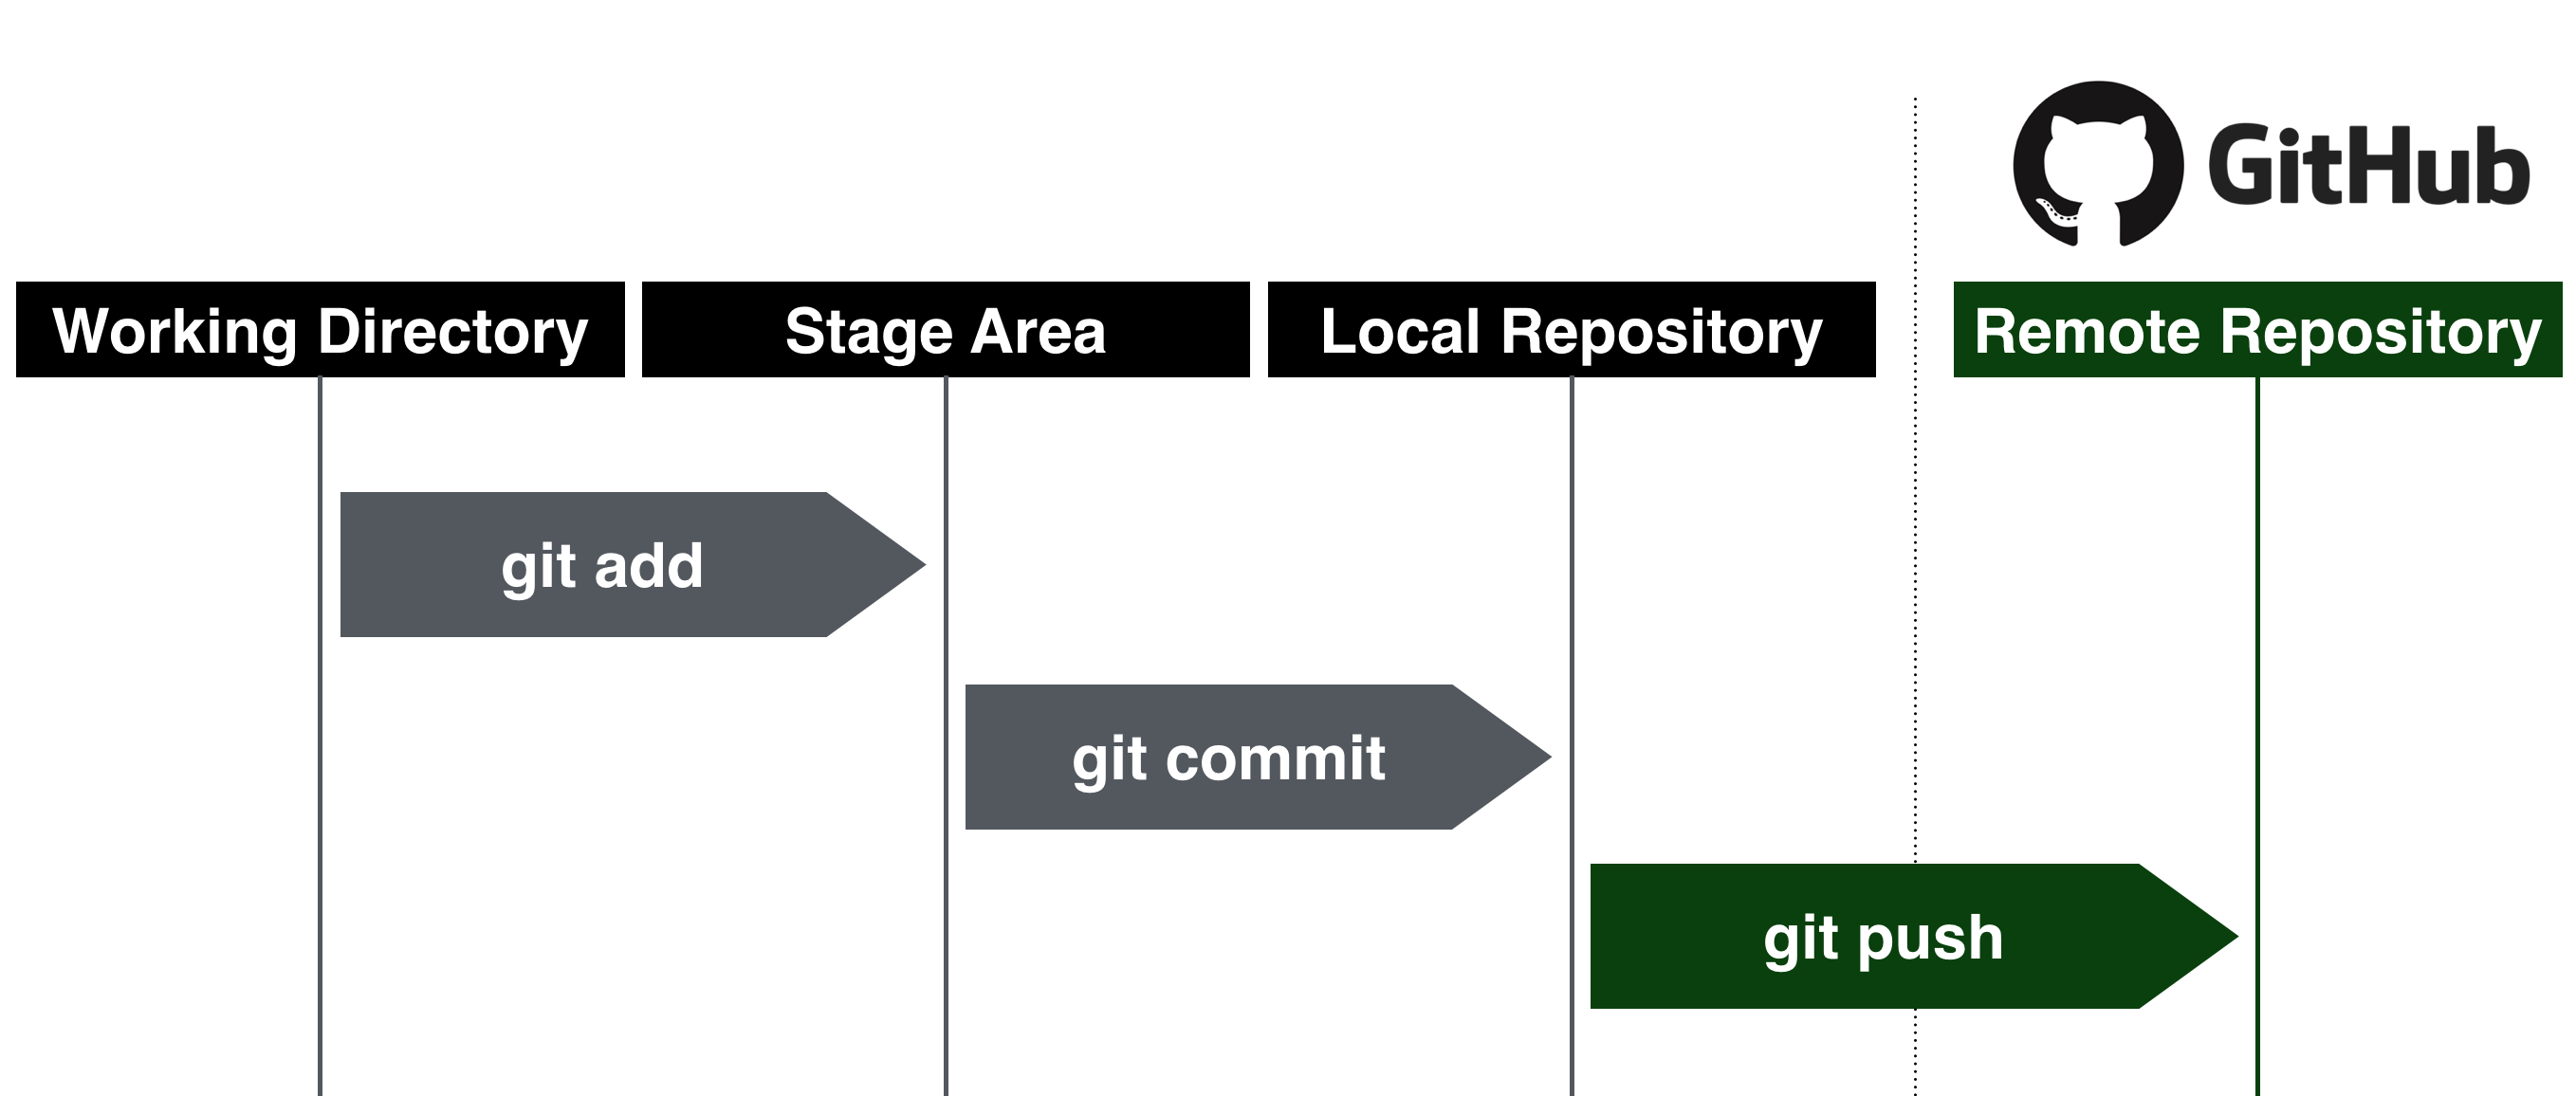 GitHub
Working Directory
Stage Area
Local Repository
Remote Repository
git add
git commit
git push